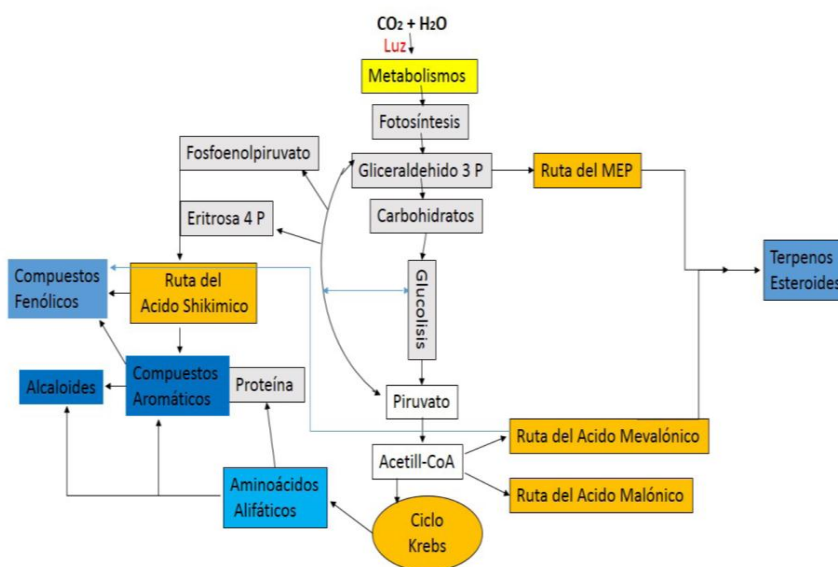 CO₂ + H₂O
Luz
Metabolismos
Fotosíntesis
Fosfoenolpiruvato
Gliceraldehido 3 P
Ruta del MEP
Eritrosa 4 P
Carbohidratos
Compuestos
Fenólicos
Ruta del
Acido Shikimico
Glucolisis
Terpenos
Esteroides
Alcaloides
Compuestos
Aromáticos
Proteína
Piruvato
Ruta del Acido Mevalónico
Acetill-CoA
Aminoácidos
Alifáticos
Ruta del Acido Malónico
Ciclo
Krebs